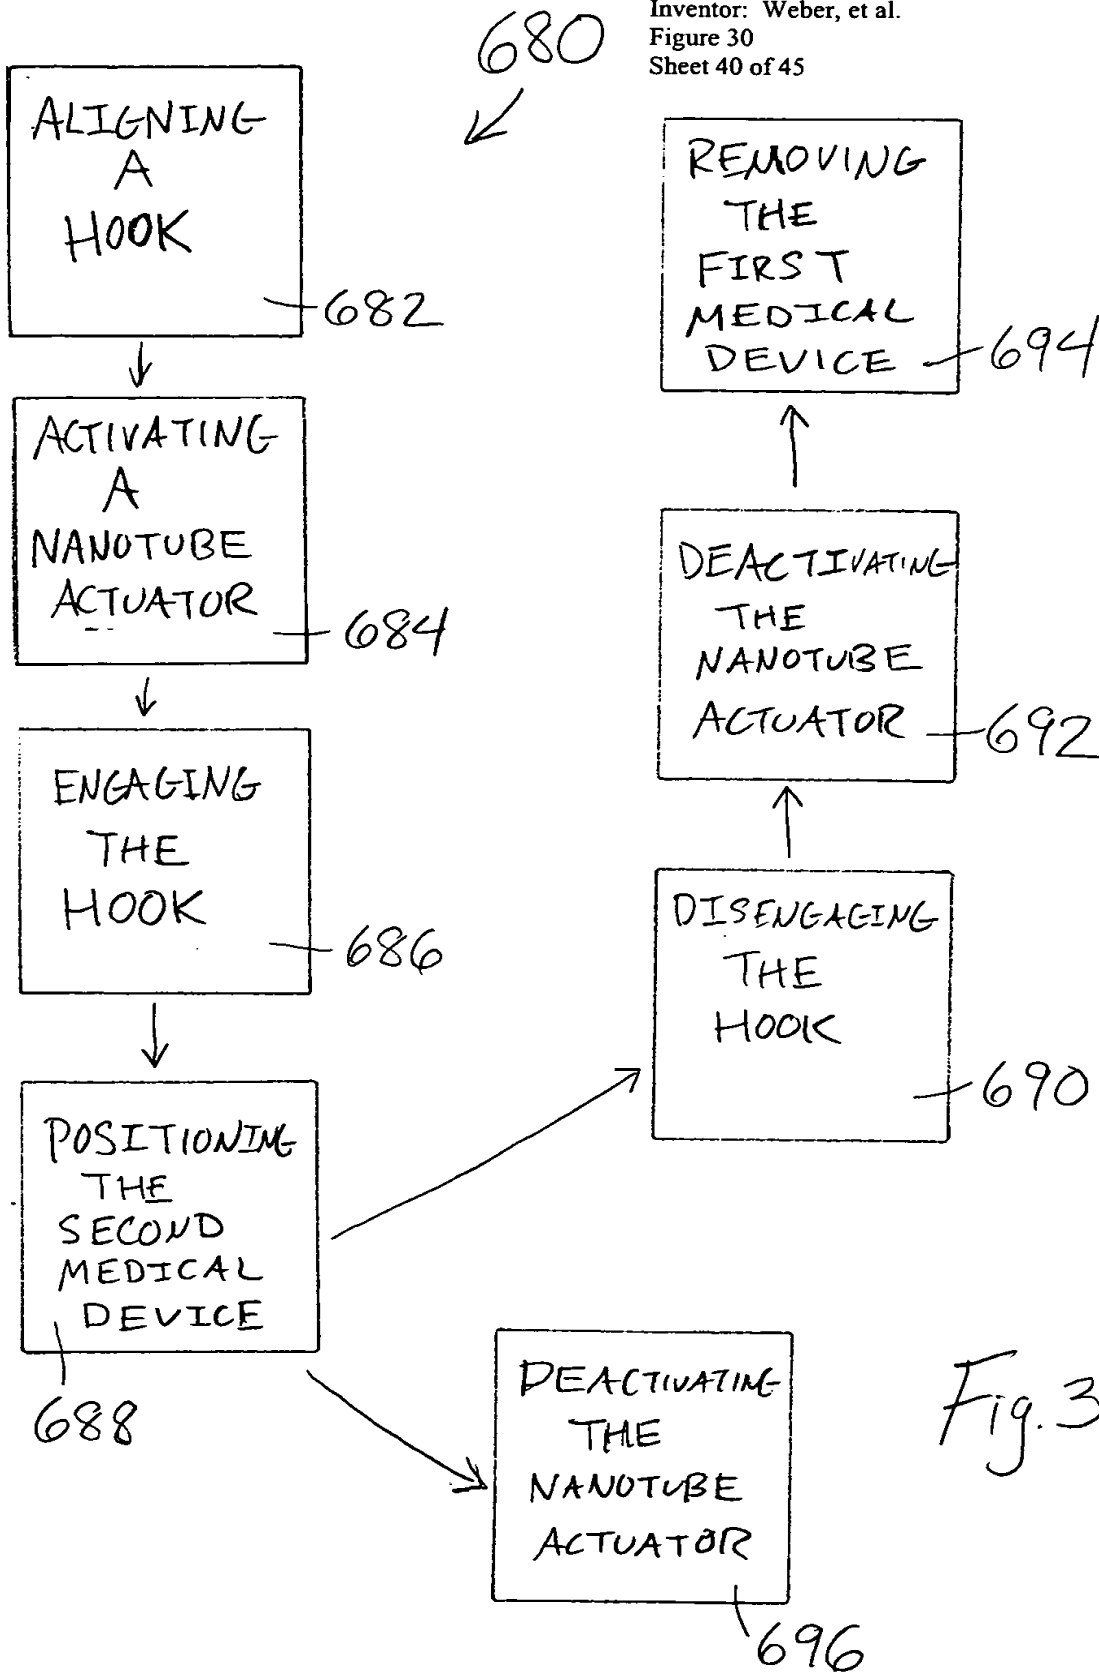 Inventor: Weber, et al.
Figure 30
Sheet 40 of 45
680
ALIGNING
A
HOOK
682
ACTIVATING
A
NANOTUBE
ACTUATOR
684
ENGAGING
THE
HOOK
686
POSITIONING
THE
SECOND
MEDICAL
DEVICE
688
REMOVING
THE
FIRST
MEDICAL
DEVICE
694
DEACTIVATING
THE
NANOTUBE
ACTUATOR
692
DISENGAGING
THE
HOOK
690
DEACTIVATING
THE
NANOTUBE
ACTUATOR
696
Fig. 3